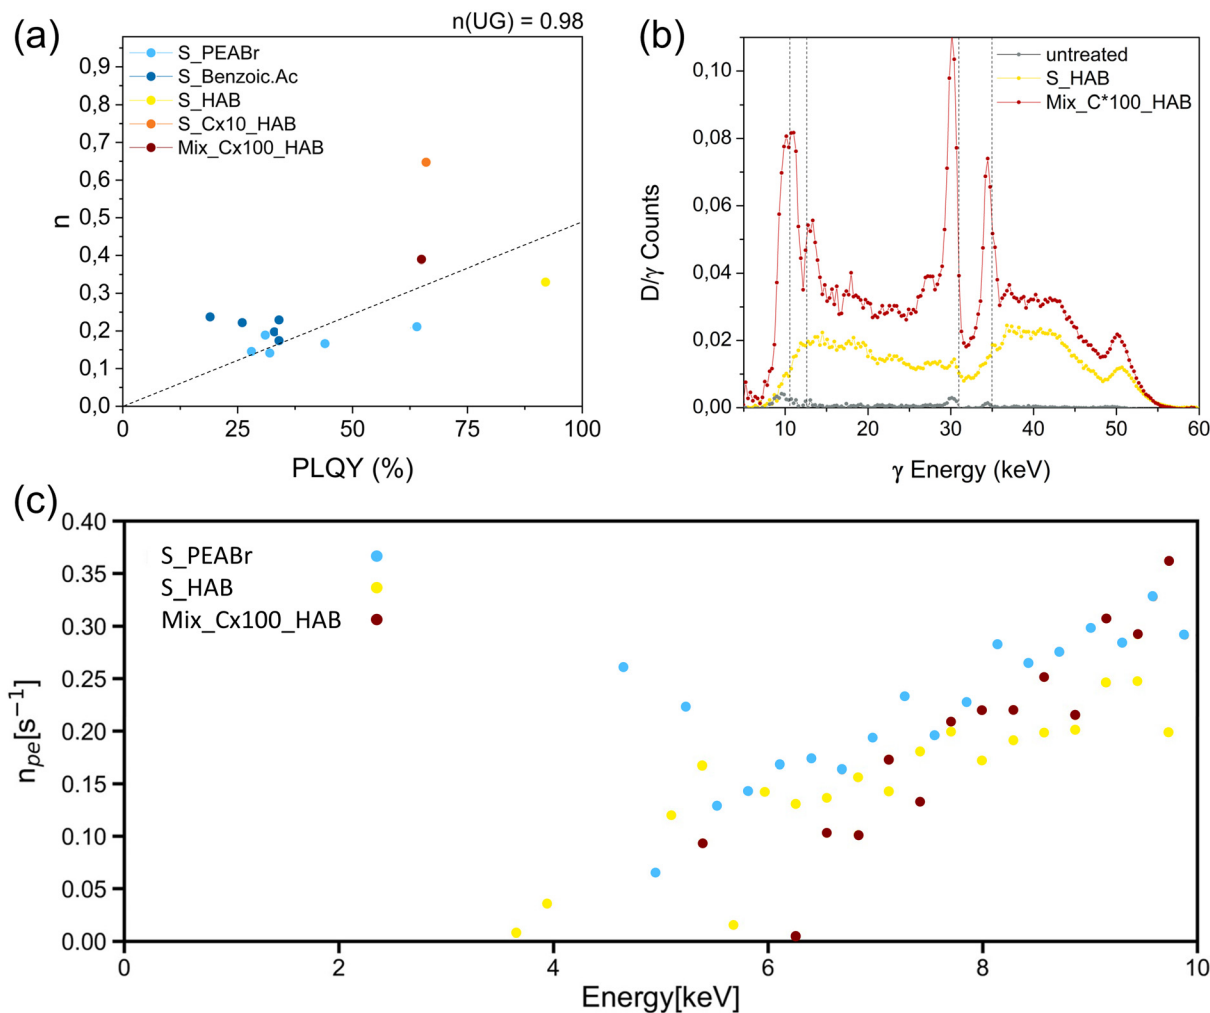 (a)
n(UG) = 0.98
S_PEABr
S_Benzoic.Ac
S_HAB
S_Cx10_HAB
Mix_Cx100_HAB
0,9
0,8
0,7
0,6
0,5
0,4
0,3
0,2
0,1
0,0
n
0
25
50
75
100
PLQY (%)
(b)
untreated
S_HAB
Mix_C*100_HAB
0,10
0,08
0,06
0,04
0.02
0.00
D/γ Counts
10
20
30
40
50
60
γ Energy (keV)
(c)
S_PEABr
S_HAB
Mix_Cx100_HAB
0.40
0.35
0.30
0.25
0.20
0.15
0.10
0.05
0.00
n_pe[s⁻¹]
0
2
4
6
8
10
Energy[keV]